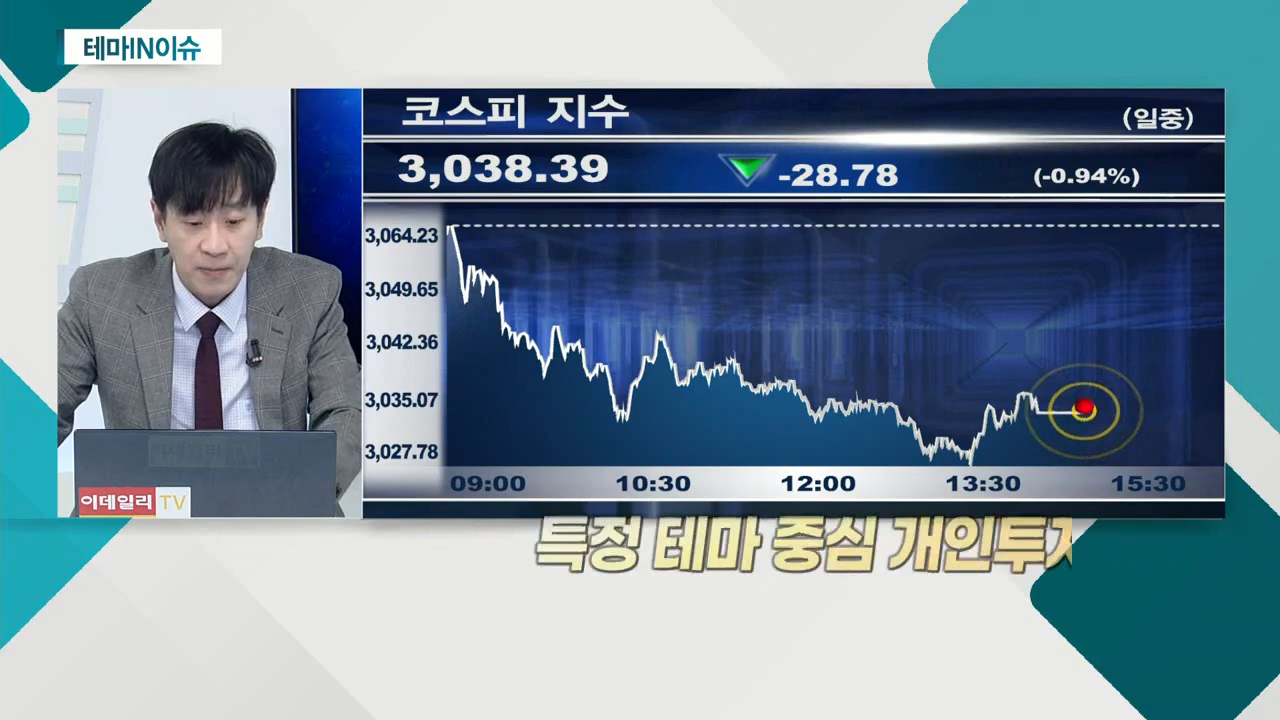 테마IN이슈
코스피 지수
(일중)
3,038.39
-28.78
(-0.94%)
3,064.23
3,049.65
3,042.36
3,035.07
3,027.78
09:00
10:30
12:00
13:30
15:30
이데일리 TV
특정 테마 중심 개인투